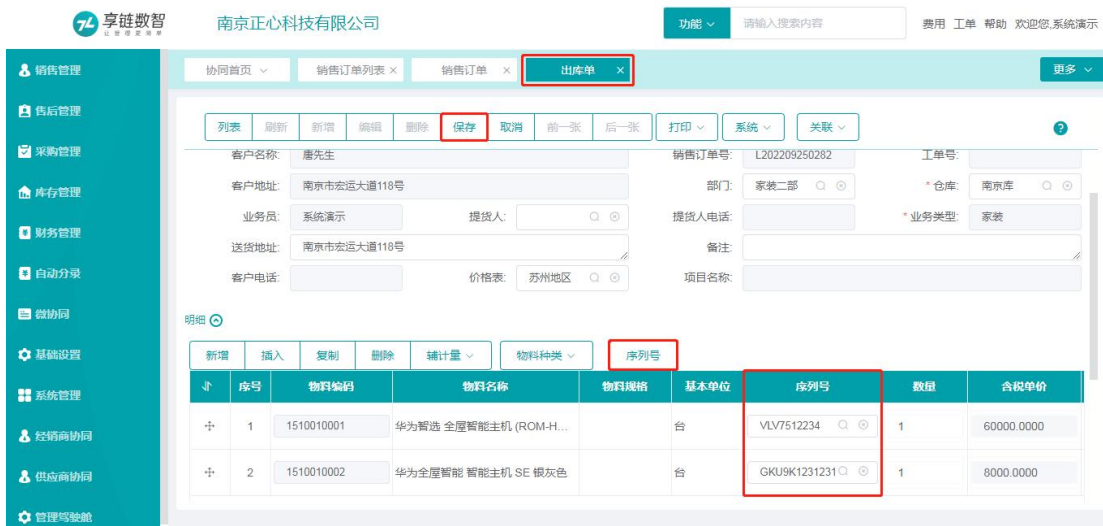 享链数智
让管理更简单
南京正心科技有限公司
功能
请输入搜索内容
费用 工单 帮助 欢迎您,系统演示
销售管理
售后管理
采购管理
库存管理
财务管理
自动分录
微协同
基础设置
系统管理
经销商协同
供应商协同
管理驾驶舱
协同首页 销售订单列表 × 销售订单 × 出库单 × 更多
列表 刷新 新增 编辑 删除 保存 取消 前一张 后一张 打印 系统 关联 ?
客户名称: 唐先生 销售订单号: L202209250282 工单号:
客户地址: 南京市宏运大道118号 部门: 家装二部 * 仓库: 南京库
业务员: 系统演示 提货人: 提货人电话: * 业务类型: 家装
送货地址: 南京市宏运大道118号 备注:
客户电话: 价格表: 苏州地区 项目名称:
明细
新增 插入 复制 删除 辅计量 物料种类 序列号
序号 物料编码 物料名称 物料规格 基本单位 序列号 数量 含税单价
1 1510010001 华为智选 全屋智能主机 (ROM-H... 台 VLV7512234 1 60000.0000
2 1510010002 华为全屋智能 智能主机 SE 银灰色 台 GKU9K1231231 1 8000.0000